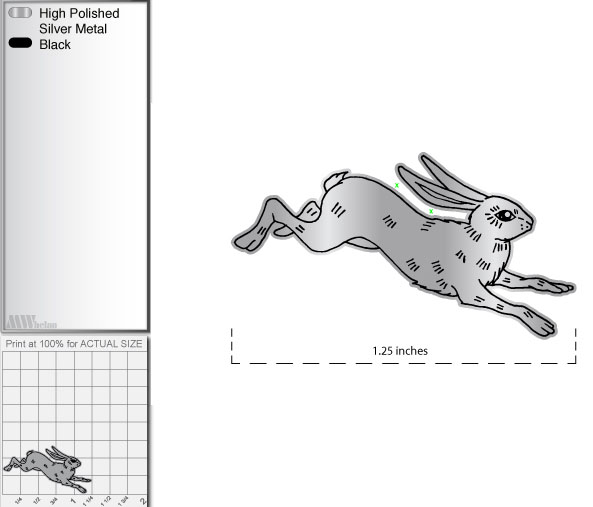 High Polished
Silver Metal
Black
x
x
1.25 inches
Print at 100% for ACTUAL SIZE
1/4 1/2 3/4 1 1 1/4 1 1/2 1 3/4 2